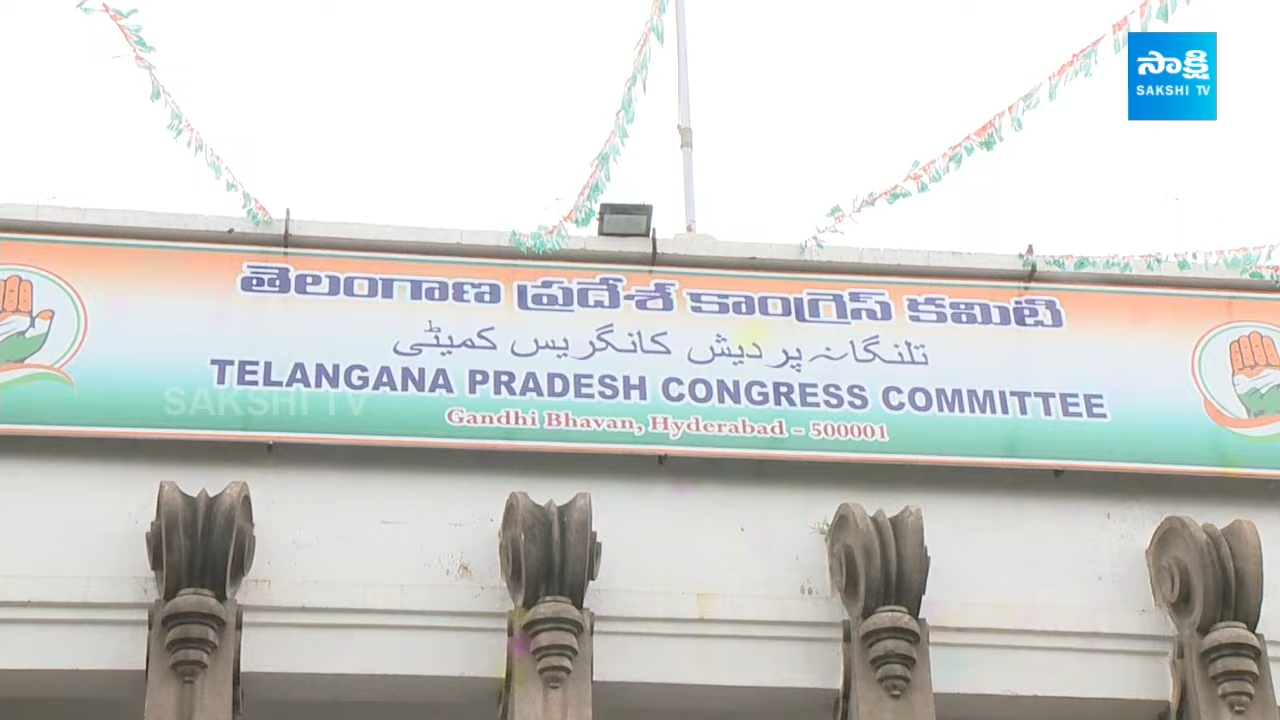 సాక్షి
SAKSHI TV
తెలంగాణ ప్రదేశ్ కాంగ్రెస్ కమిటి
تلنگانہ پردیش کانگریس کمیٹی
TELANGANA PRADESH CONGRESS COMMITTEE
SAKSHI TV
Gandhi Bhavan, Hyderabad - 500001